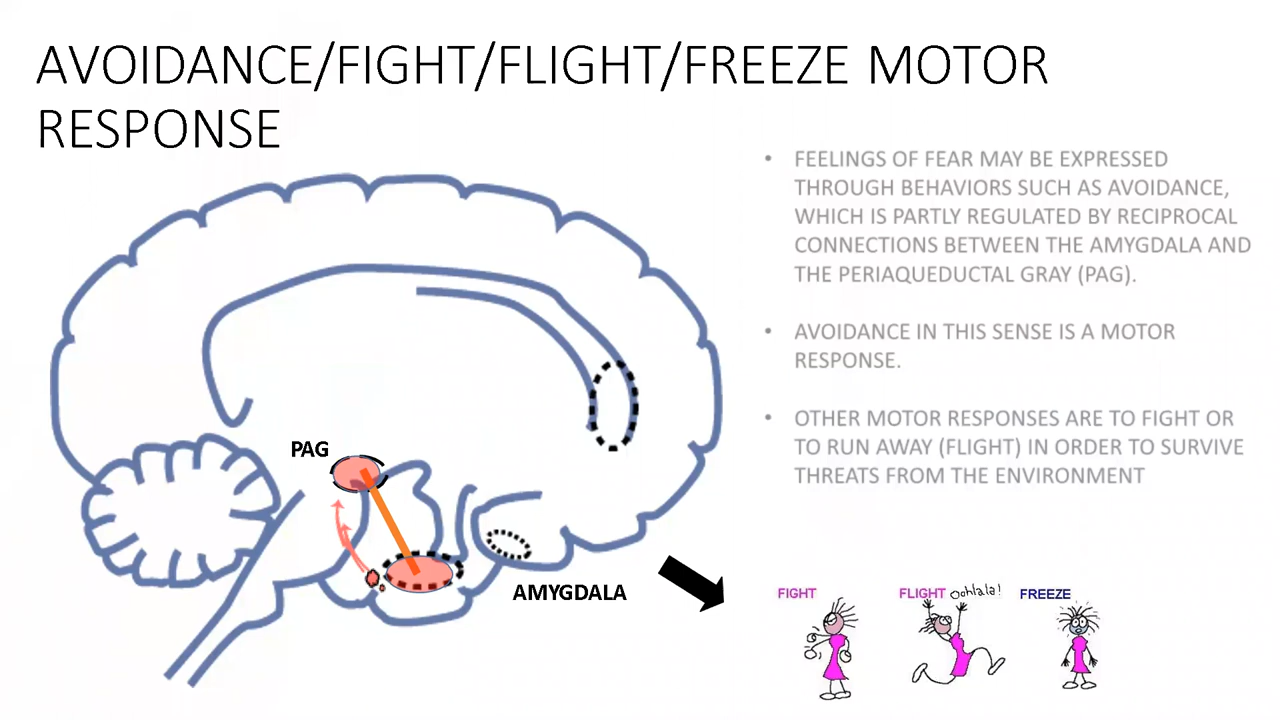 AVOIDANCE/FIGHT/FLIGHT/FREEZE MOTOR
RESPONSE
• FEELINGS OF FEAR MAY BE EXPRESSED
THROUGH BEHAVIORS SUCH AS AVOIDANCE,
WHICH IS PARTLY REGULATED BY RECIPROCAL
CONNECTIONS BETWEEN THE AMYGDALA AND
THE PERIAQUEDUCTAL GRAY (PAG).
• AVOIDANCE IN THIS SENSE IS A MOTOR
RESPONSE.
• OTHER MOTOR RESPONSES ARE TO FIGHT OR
TO RUN AWAY (FLIGHT) IN ORDER TO SURVIVE
THREATS FROM THE ENVIRONMENT
PAG
AMYGDALA
FIGHT
FLIGHT Oohlala!
FREEZE